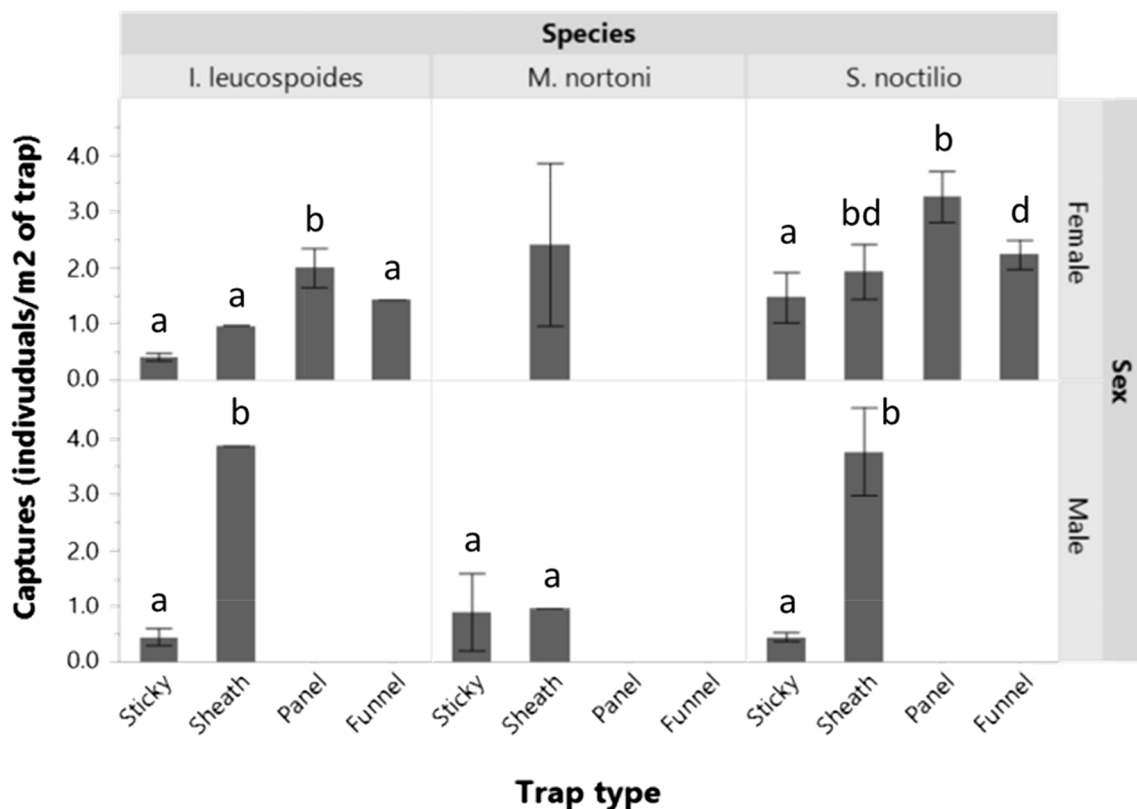 Species
I. leucospoides M. nortoni S. noctilio
Captures (indivuduals/m2 of trap)
4.0
3.0
2.0
1.0
0.0
a a b a
a bd b d
Female
Sex
4.0
3.0
2.0
1.0
0.0
a b
a a
a b
Male
Sticky Sheath Panel Funnel Sticky Sheath Panel Funnel Sticky Sheath Panel Funnel
Trap type